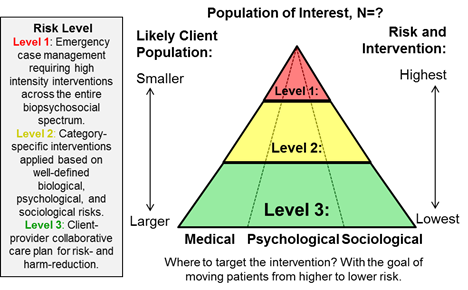 Population of Interest, N=?
Risk Level
Level 1: Emergency
case management
requiring high
intensity interventions
across the entire
biopsychosocial
spectrum.
Level 2: Category-
specific interventions
applied based on
well-defined
biological,
psychological, and
sociological risks.
Level 3: Client-
provider collaborative
care plan for risk- and
harm-reduction.
Likely Client
Population:
Smaller
Larger
Level 1:
Level 2:
Level 3:
Medical Psychological Sociological
Risk and
Intervention:
Highest
Lowest
Where to target the intervention? With the goal of
moving patients from higher to lower risk.